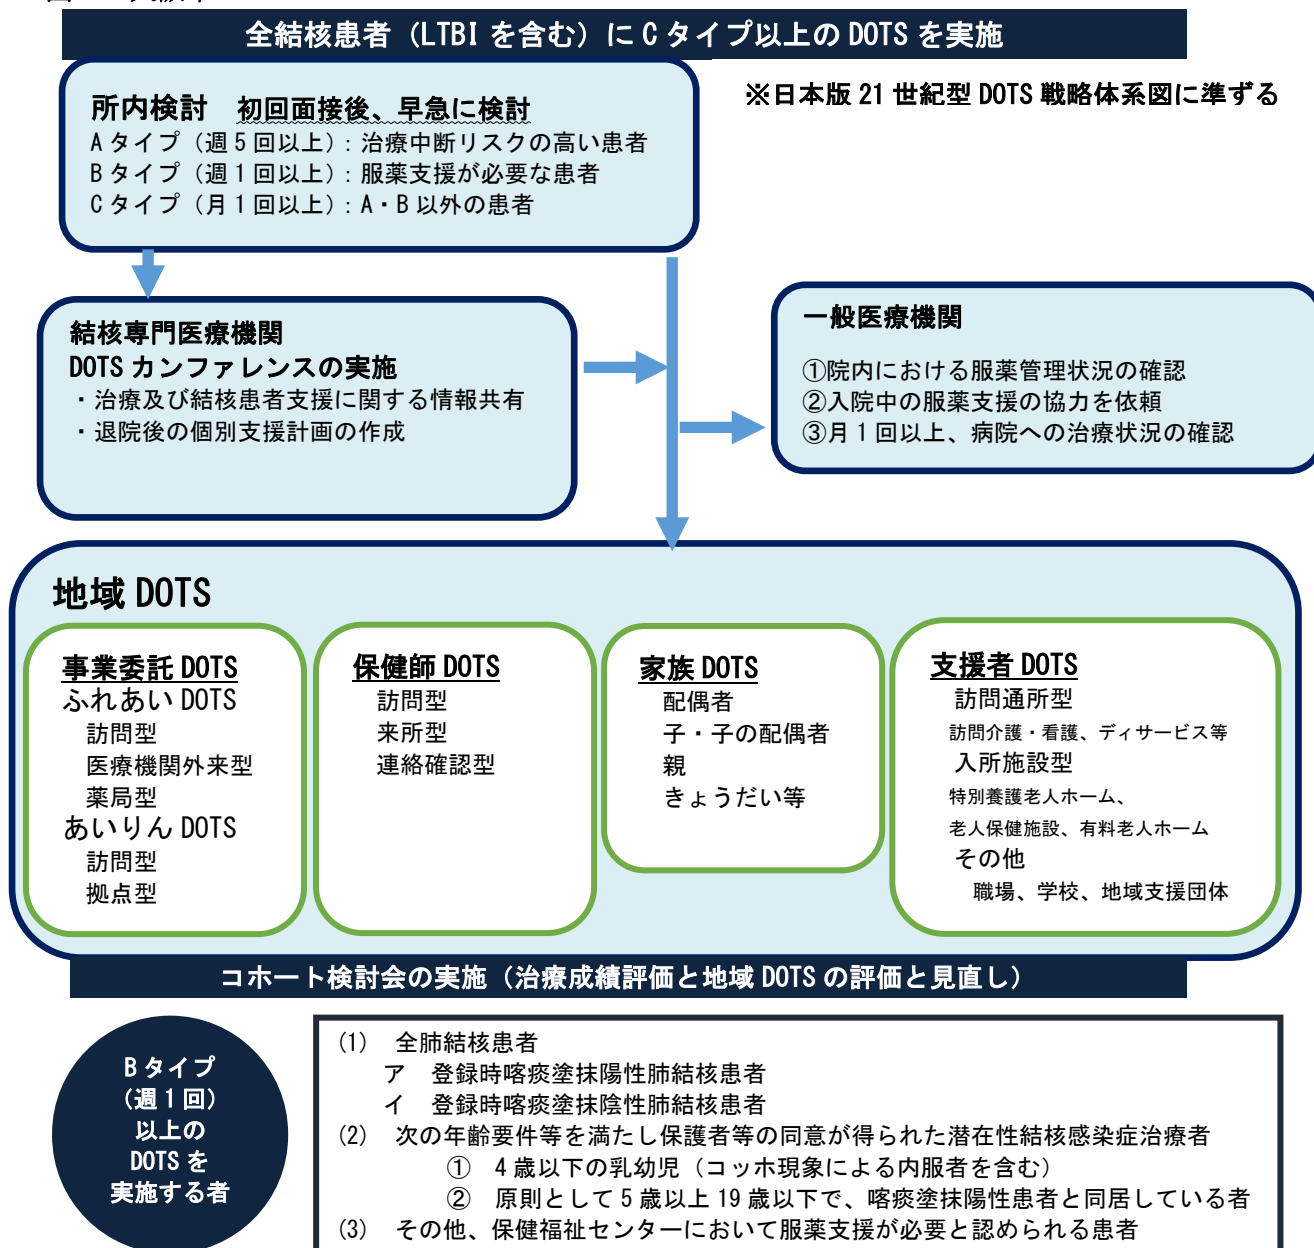 全結核患者（LTBI を含む）に C タイプ以上の DOTS を実施
※日本版 21 世紀型 DOTS 戦略体系図に準ずる
所内検討　初回面接後、早急に検討
A タイプ（週 5 回以上）：治療中断リスクの高い患者
B タイプ（週 1 回以上）：服薬支援が必要な患者
C タイプ（月 1 回以上）：A・B 以外の患者
結核専門医療機関
DOTS カンファレンスの実施
・治療及び結核患者支援に関する情報共有
・退院後の個別支援計画の作成
一般医療機関
①院内における服薬管理状況の確認
②入院中の服薬支援の協力を依頼
③月 1 回以上、病院への治療状況の確認
地域 DOTS
事業委託 DOTS
ふれあい DOTS
訪問型
医療機関外来型
薬局型
あいりん DOTS
訪問型
拠点型
保健師 DOTS
訪問型
来所型
連絡確認型
家族 DOTS
配偶者
子・子の配偶者
親
きょうだい等
支援者 DOTS
訪問通所型
訪問介護・看護、ディサービス等
入所施設型
特別養護老人ホーム、
老人保健施設、有料老人ホーム
その他
職場、学校、地域支援団体
コホート検討会の実施（治療成績評価と地域 DOTS の評価と見直し）
B タイプ
（週 1 回）
以上の
DOTS を
実施する者
(1)　全肺結核患者
ア　登録時喀痰塗抹陽性肺結核患者
イ　登録時喀痰塗抹陰性肺結核患者
(2)　次の年齢要件等を満たし保護者等の同意が得られた潜在性結核感染症治療者
①　4 歳以下の乳幼児（コッホ現象による内服者を含む）
②　原則として 5 歳以上 19 歳以下で、喀痰塗抹陽性患者と同居している者
(3)　その他、保健福祉センターにおいて服薬支援が必要と認められる患者